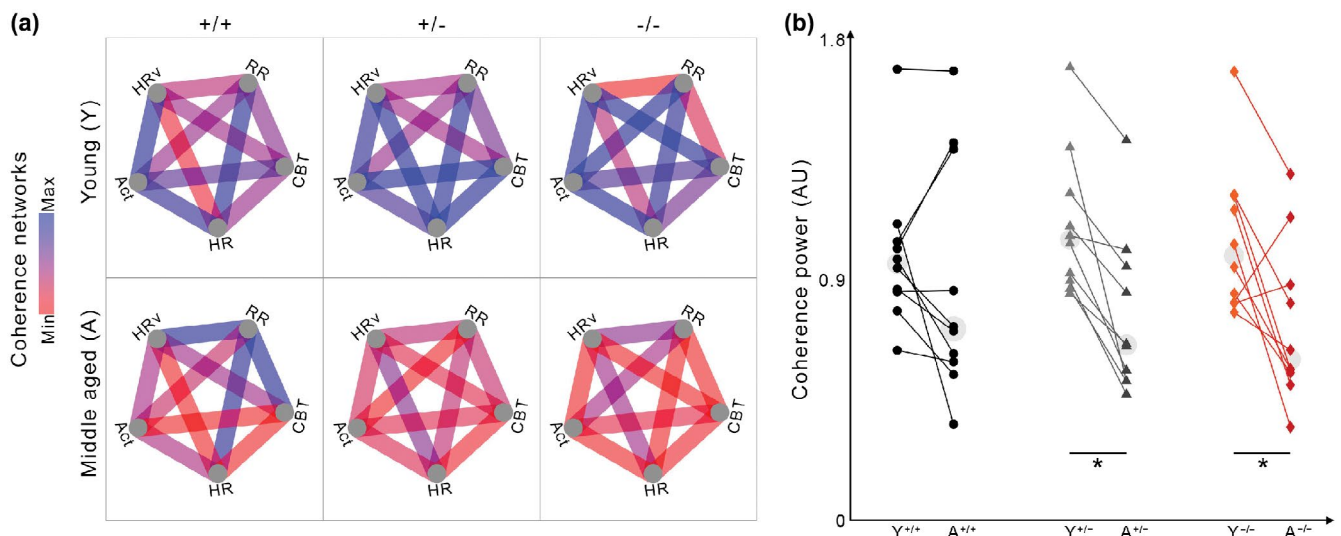 (a)
+/+
+/-
-/-
Coherence networks
Min
Max
Young (Y)
HRv
RR
CBT
HR
Act
HRv
RR
CBT
HR
Act
HRv
RR
CBT
HR
Act
Middle aged (A)
HRv
RR
CBT
HR
Act
HRv
RR
CBT
HR
Act
HRv
RR
CBT
HR
Act
(b)
Coherence power (AU)
1.8
0.9
0
*
*
Y+/+
A+/+
Y+/-
A+/-
Y-/-
A-/-